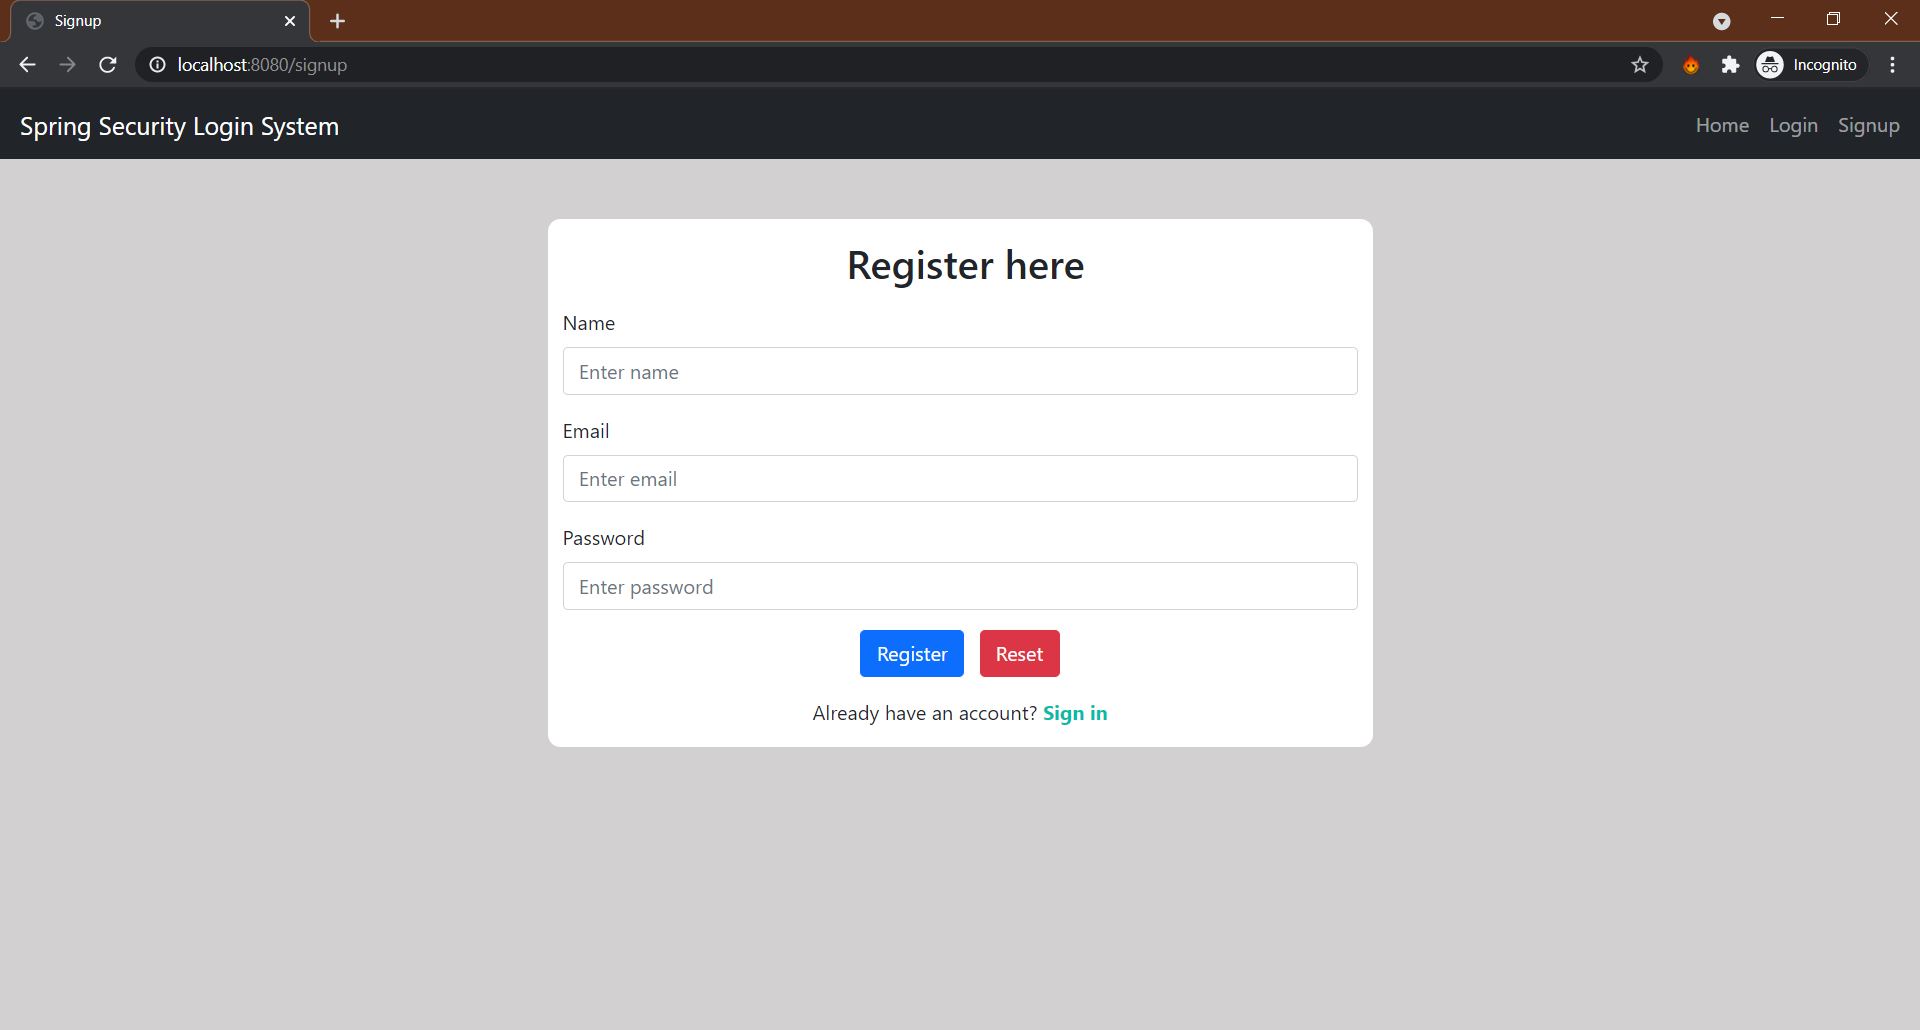 Signup
localhost:8080/signup
Incognito
Spring Security Login System
Home Login Signup
Register here
Name
Enter name
Email
Enter email
Password
Enter password
Register Reset
Already have an account? Sign in